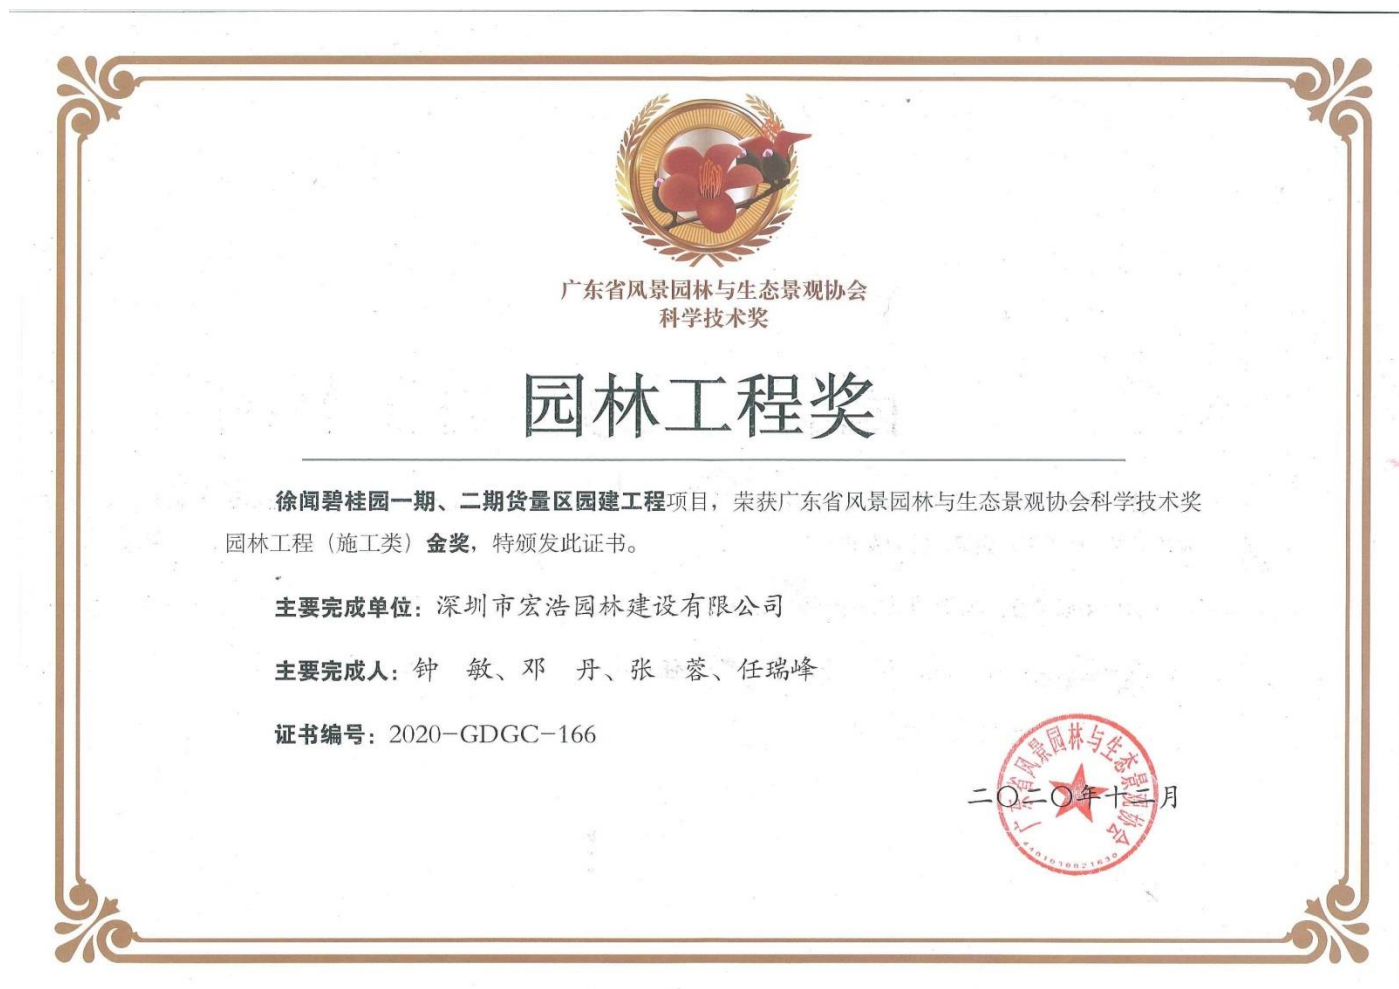 广东省风景园林与生态景观协会
科学技术奖
园林工程奖
徐闻碧桂园一期、二期货量区园建工程项目，荣获广东省风景园林与生态景观协会科学技术奖
园林工程（施工类）金奖，特颁发此证书。
主要完成单位：深圳市宏浩园林建设有限公司
主要完成人：钟　敏、邓　丹、张　蓉、任瑞峰
证书编号：2020-GDGC-166
二〇二〇年十二月
广东省风景园林与生态景观协会